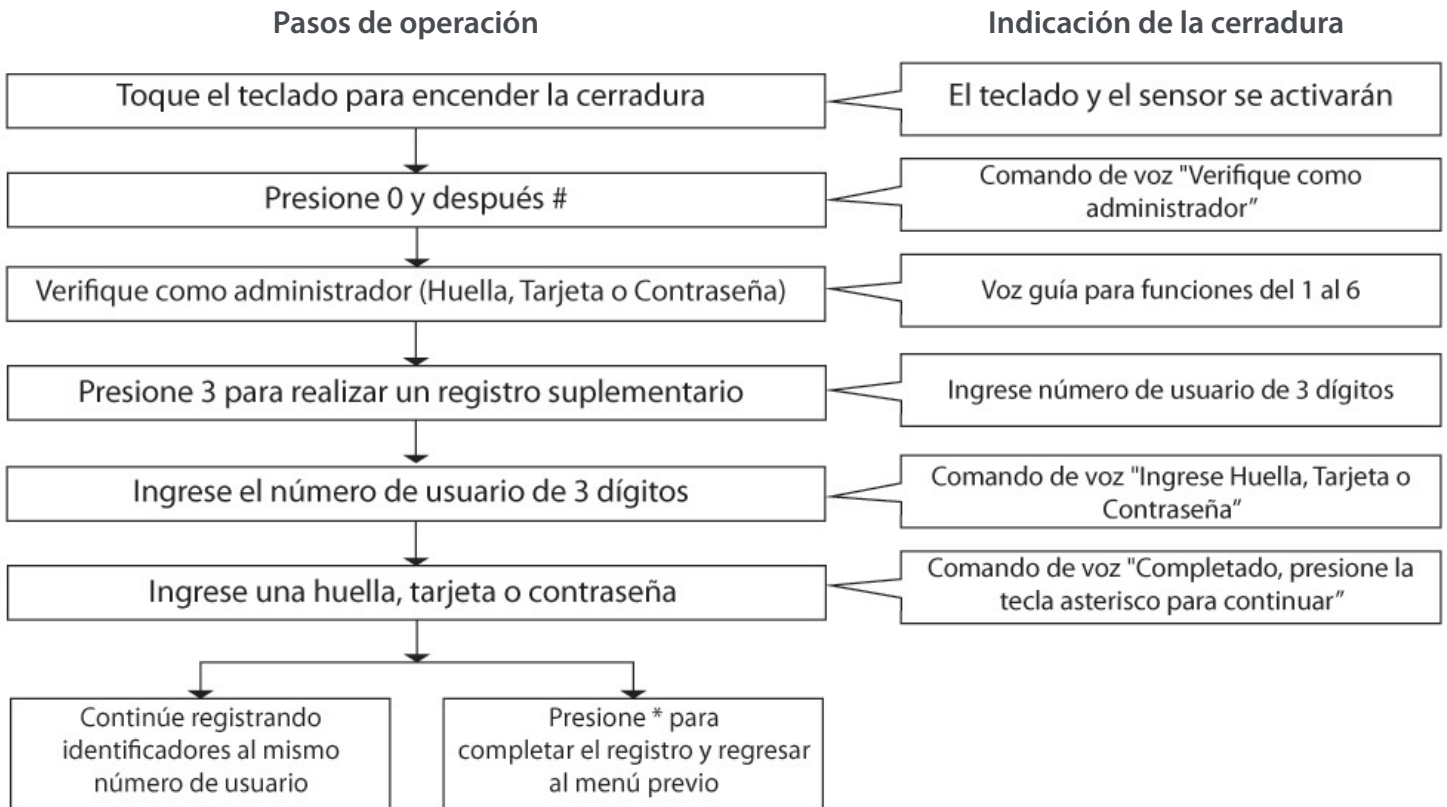 Pasos de operación
Indicación de la cerradura
Toque el teclado para encender la cerradura
El teclado y el sensor se activarán
Presione 0 y después #
Comando de voz "Verifique como
administrador”
Verifique como administrador (Huella, Tarjeta o Contraseña)
Voz guía para funciones del 1 al 6
Presione 3 para realizar un registro suplementario
Ingrese número de usuario de 3 dígitos
Ingrese el número de usuario de 3 dígitos
Comando de voz "Ingrese Huella, Tarjeta o
Contraseña”
Ingrese una huella, tarjeta o contraseña
Comando de voz "Completado, presione la
tecla asterisco para continuar”
Continúe registrando
identificadores al mismo
número de usuario
Presione * para
completar el registro y regresar
al menú previo